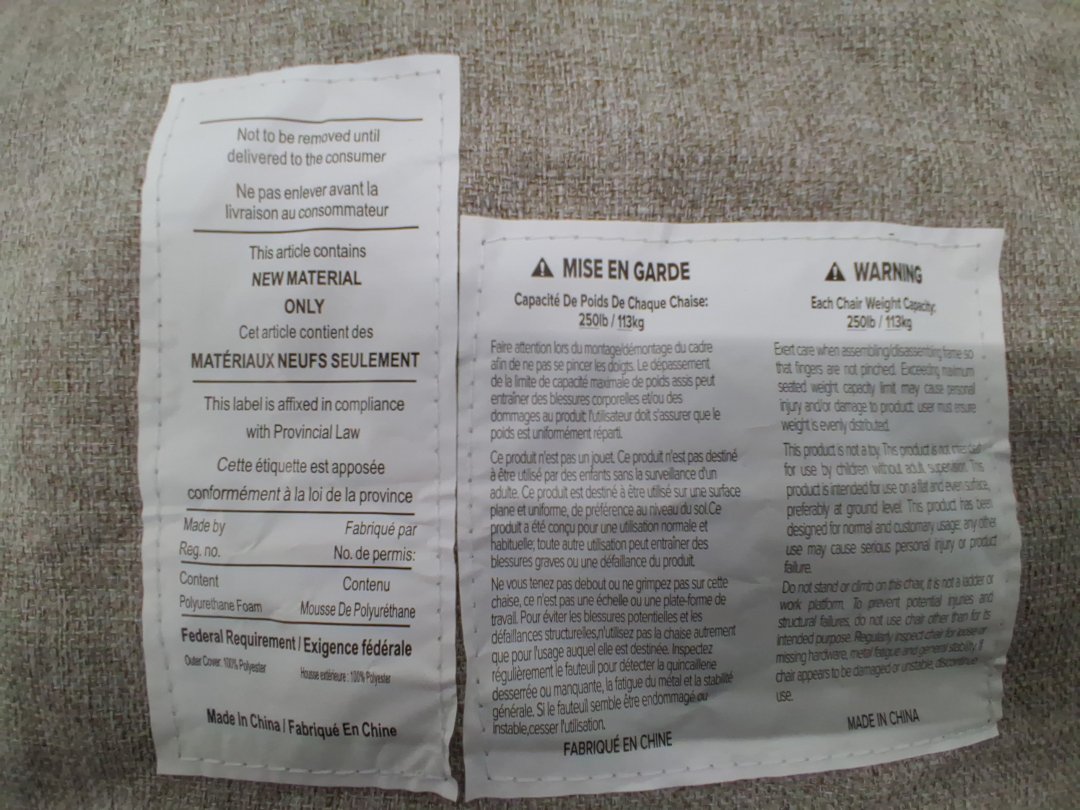 Not to be removed until
delivered to the consumer
Ne pas enlever avant la
livraison au consommateur
This article contains
NEW MATERIAL
ONLY
Cet article contient des
MATÉRIAUX NEUFS SEULEMENT
This label is affixed in compliance
with Provincial Law
Cette étiquette est apposée
conformément à la loi de la province
Made by Fabriqué par
Reg. no. No. de permis:
Content Contenu
Polyurethane Foam Mousse De Polyuréthane
Federal Requirement / Exigence fédérale
Outer Cover: 100% Polyester Housse extérieure : 100% Polyester
Made In China / Fabriqué En Chine
⚠ MISE EN GARDE
Capacité De Poids De Chaque Chaise:
250lb / 113kg
Faire attention lors du montage/démontage du cadre
afin de ne pas se pincer les doigts. Le dépassement
de la limite de capacité maximale de poids assis peut
entraîner des blessures corporelles et/ou des
dommages au produit; l'utilisateur doit s'assurer que le
poids est uniformément réparti.
Ce produit n'est pas un jouet. Ce produit n'est pas destiné
à être utilisé par des enfants sans la surveillance d'un
adulte. Ce produit est destiné à être utilisé sur une surface
plane et uniforme, de préférence au niveau du sol.Ce
produit a été conçu pour une utilisation normale et
habituelle; toute autre utilisation peut entraîner des
blessures graves ou une défaillance du produit.
Ne vous tenez pas debout ou ne grimpez pas sur cette
chaise, ce n'est pas une échelle ou une plate-forme de
travail. Pour éviter les blessures potentielles et les
défaillances structurelles,n'utilisez pas la chaise autrement
que pour l'usage auquel elle est destinée. Inspectez
régulièrement le fauteuil pour détecter la quincaillerie
desserrée ou manquante, la fatigue du métal et la stabilité
générale. Si le fauteuil semble être endommagé ou
instable,cesser l'utilisation.
FABRIQUÉ EN CHINE
⚠ WARNING
Each Chair Weight Capacity:
250lb / 113kg
Exert care when assembling/disassembling frame so
that fingers are not pinched. Exceeding maximum
seated weight capacity limit may cause personal
injury and/or damage to product; user must ensure
weight is evenly distributed.
This product is not a toy. This product is not intended
for use by children without adult supervision. This
product is intended for use on a flat and even surface,
preferably at ground level. This product has been
designed for normal and customary usage; any other
use may cause serious personal injury or product
failure.
Do not stand or climb on this chair, it is not a ladder or
work platform. To prevent potential injuries and
structural failures, do not use chair other than for its
intended purpose. Regularly inspect chair for loose or
missing hardware, metal fatigue and general stability. If
chair appears to be damaged or unstable, discontinue
use.
MADE IN CHINA